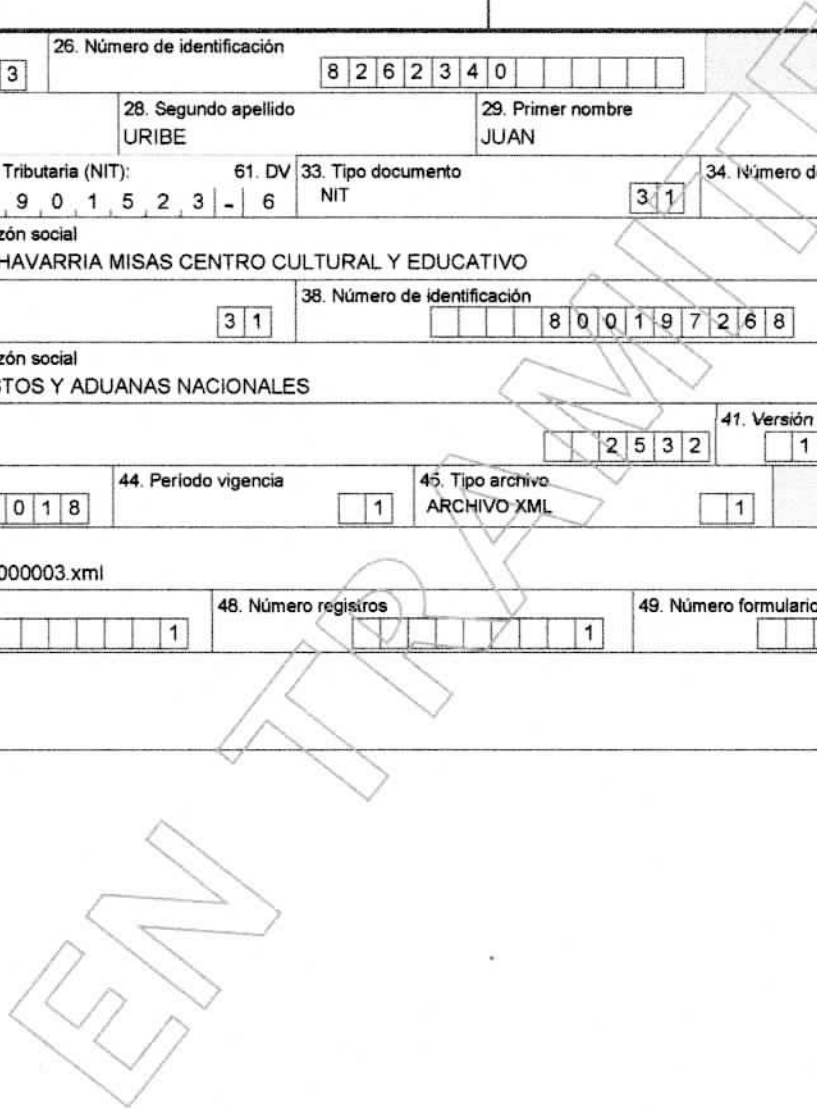 26. Número de identificación
3 8 2 6 2 3 4 0
28. Segundo apellido 29. Primer nombre
URIBE JUAN
Tributaria (NIT): 61. DV 33. Tipo documento 34. Número d
9 0 1 5 2 3 - 6 NIT 3 1
zón social
HAVARRIA MISAS CENTRO CULTURAL Y EDUCATIVO
38. Número de identificación
3 1 8 0 0 1 9 7 2 6 8
zón social
STOS Y ADUANAS NACIONALES
41. Versión
2 5 3 2 1
44. Periodo vigencia 45. Tipo archivo
0 1 8 1 ARCHIVO XML 1
000003.xml
48. Número registros 49. Número formulario
1 1
EN TRAMITE